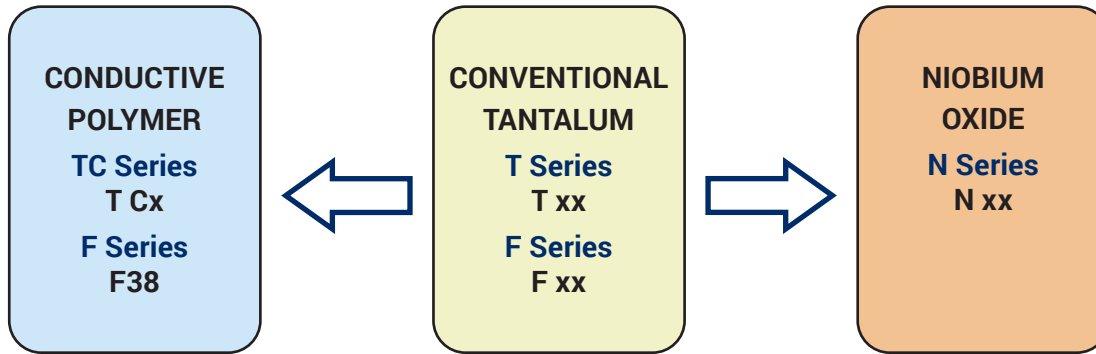 CONDUCTIVE
POLYMER
TC Series
T Cx
F Series
F38
CONVENTIONAL
TANTALUM
T Series
T xx
F Series
F xx
NIOBIUM
OXIDE
N Series
N xx